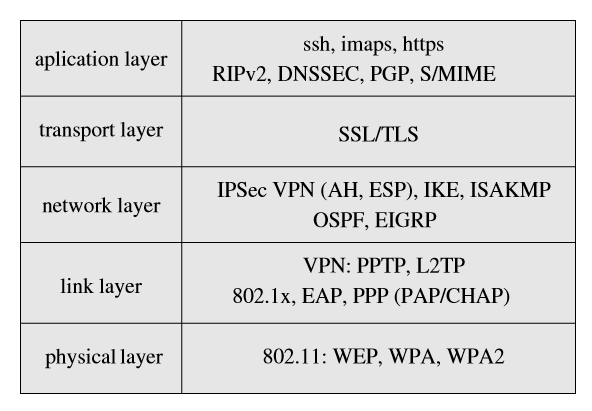 aplication layer
ssh, imaps, https
RIPv2, DNSSEC, PGP, S/MIME
transport layer
SSL/TLS
network layer
IPSec VPN (AH, ESP), IKE, ISAKMP
OSPF, EIGRP
link layer
VPN: PPTP, L2TP
802.1x, EAP, PPP (PAP/CHAP)
physical layer
802.11: WEP, WPA, WPA2